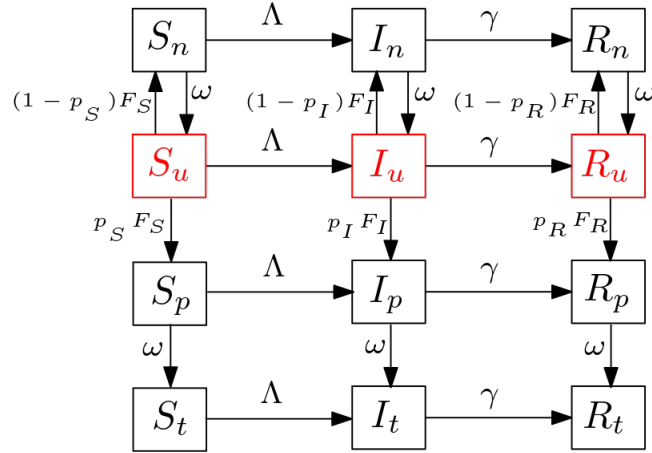 S_n Λ I_n γ R_n
(1 - p_S)F_S ω (1 - p_I)F_I ω (1 - p_R)F_R ω
S_u Λ I_u γ R_u
p_S F_S p_I F_I p_R F_R
S_p Λ I_p γ R_p
ω ω ω
S_t Λ I_t γ R_t